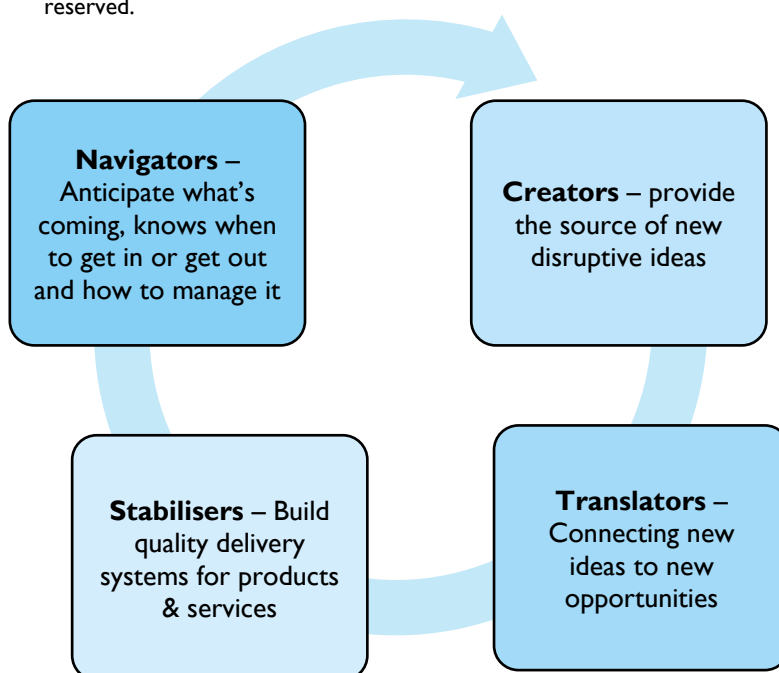 reserved.
Navigators –
Anticipate what’s
coming, knows when
to get in or get out
and how to manage it
Creators – provide
the source of new
disruptive ideas
Stabilisers – Build
quality delivery
systems for products
& services
Translators –
Connecting new
ideas to new
opportunities